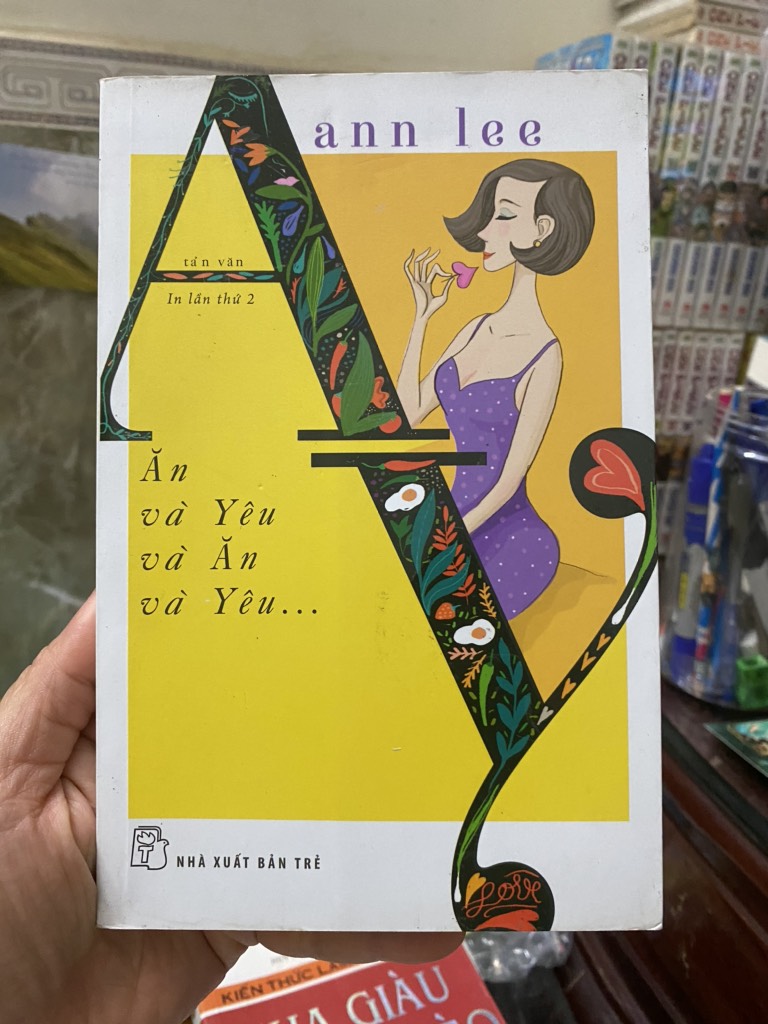 ann lee
A
tản văn
In lần thứ 2
Ăn
và Yêu
và Ăn
và Yêu...
Y
Love
T
NHÀ XUẤT BẢN TRẺ
KIẾN THỨC
GIÀU